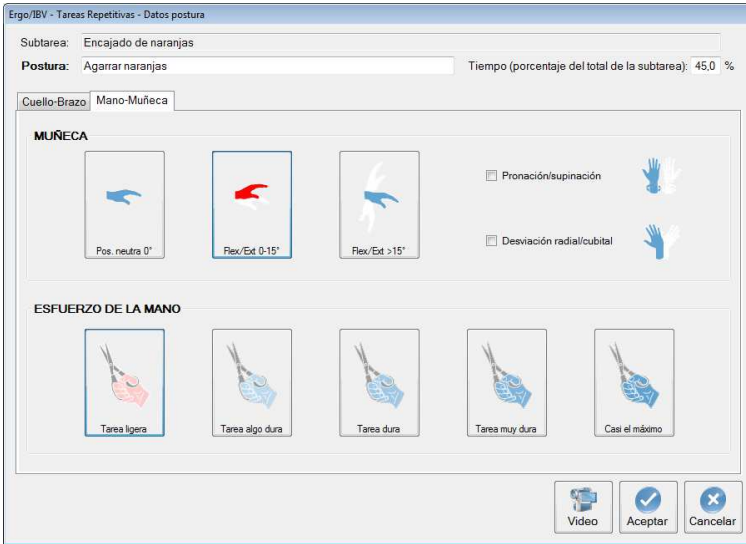 Ergo/IBV - Tareas Repetitivas - Datos postura
Subtarea: Encajado de naranjas
Postura: Agarrar naranjas Tiempo (porcentaje del total de la subtarea): 45,0 %
Cuello-Brazo Mano-Muñeca
MUÑECA
Pronación/supinación
Desviación radial/cubital
Pos. neutra 0° Flex/Ext 0-15° Flex/Ext >15°
ESFUERZO DE LA MANO
Tarea ligera Tarea algo dura Tarea dura Tarea muy dura Casi el máximo
Video Aceptar Cancelar